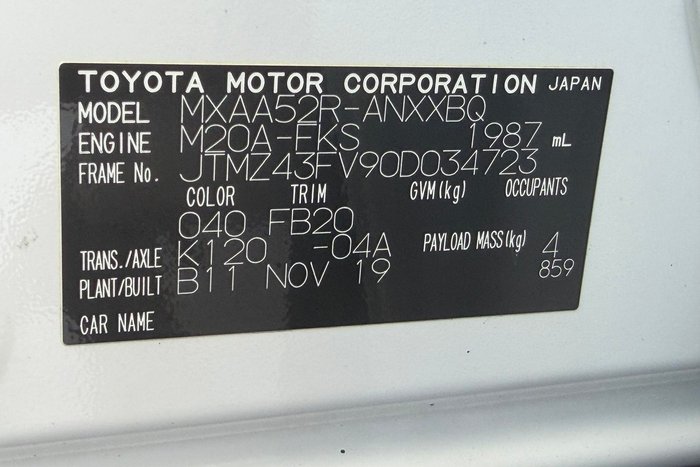 TOYOTA MOTOR CORPORATION JAPAN
MODEL MXAA52R-ANXXBQ
ENGINE M20A-FKS 1987 mL
FRAME No. JTMZ43FV90D034723
COLOR TRIM GVM(kg) OCCUPANTS
040 FB20
TRANS./AXLE K120 -04A PAYLOAD MASS(kg) 4
PLANT/BUILT B11 NOV 19 859
CAR NAME